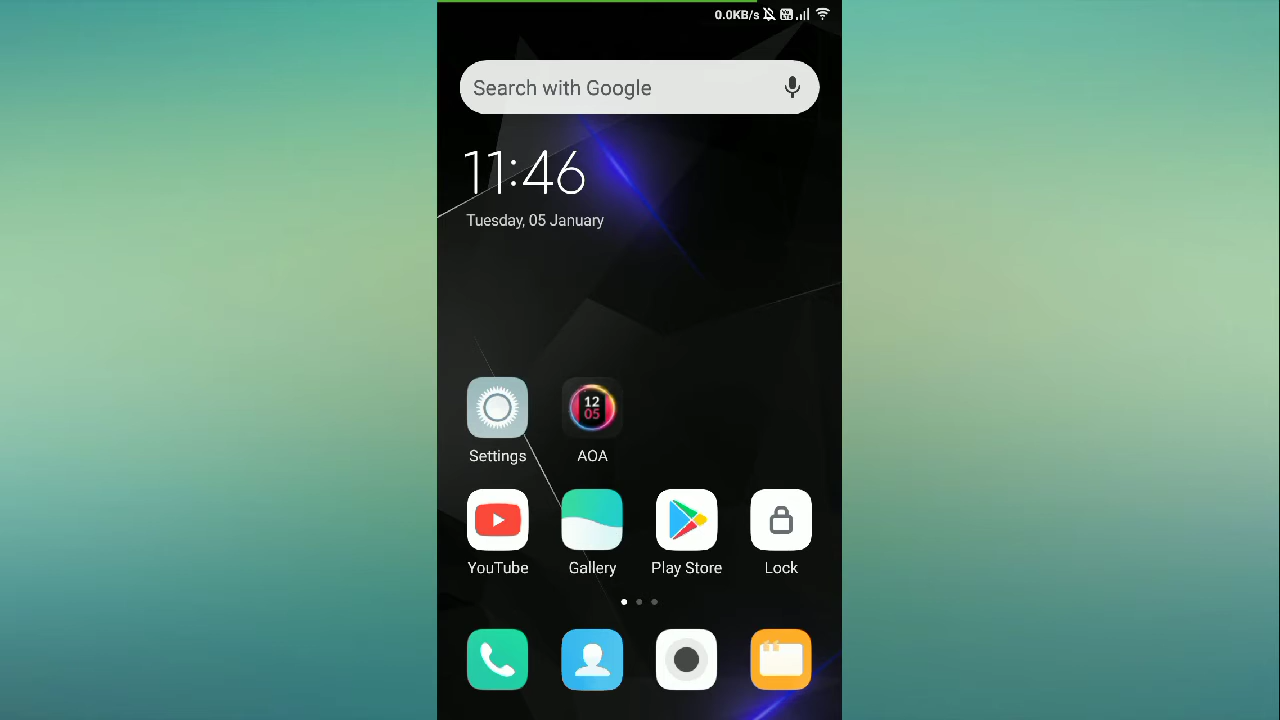 0.0KB/s
Search with Google
11:46
Tuesday, 05 January
12
05
Settings AOA
YouTube Gallery Play Store Lock